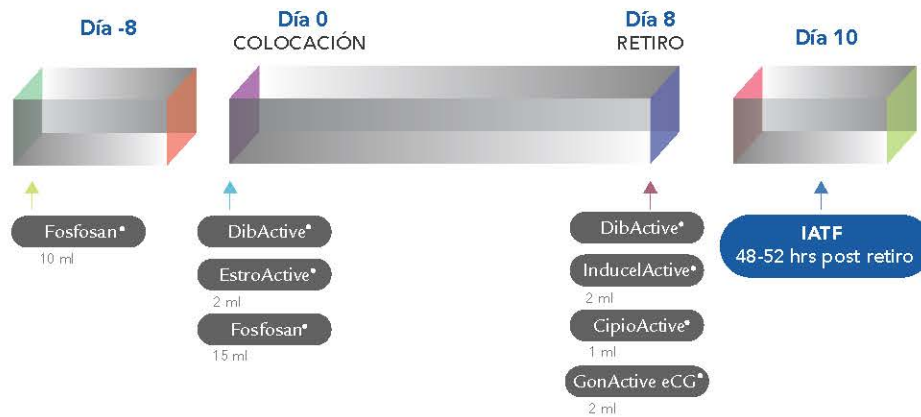 Día -8
Día 0
COLOCACIÓN
Día 8
RETIRO
Día 10
Fosfosan•
10 ml
DibActive•
EstroActive•
2 ml
Fosfosan•
15 ml
DibActive•
InducelActive•
2 ml
CipioActive•
1 ml
GonActive eCG•
2 ml
IATF
48-52 hrs post retiro